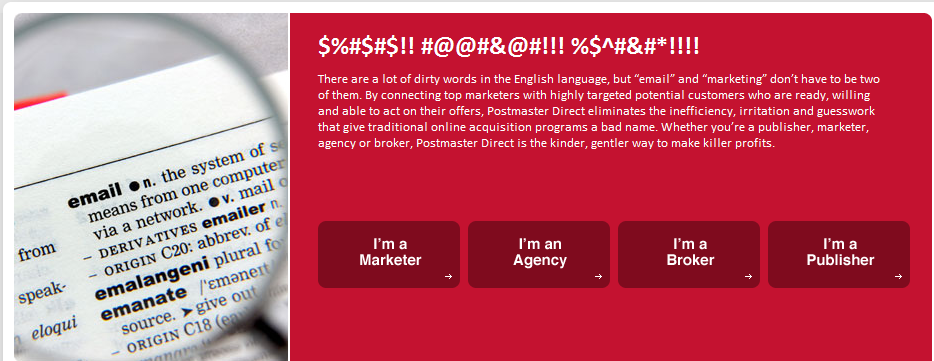 email ● n. the system of
means from one computer
via a network. ● v. mail
– DERIVATIVES emailer n.
– ORIGIN C20: abbrev. of
emalangeni plural
emanate
source. ➤ give out
– ORIGIN C18
from
speak-
eloqui
$%#$#$!! #@@#&@#!!! %$^#&#*!!!!
There are a lot of dirty words in the English language, but “email” and “marketing” don’t have to be two
of them. By connecting top marketers with highly targeted potential customers who are ready, willing
and able to act on their offers, Postmaster Direct eliminates the inefficiency, irritation and guesswork
that give traditional online acquisition programs a bad name. Whether you’re a publisher, marketer,
agency or broker, Postmaster Direct is the kinder, gentler way to make killer profits.
I’m a
Marketer
→
I’m an
Agency
→
I’m a
Broker
→
I’m a
Publisher
→